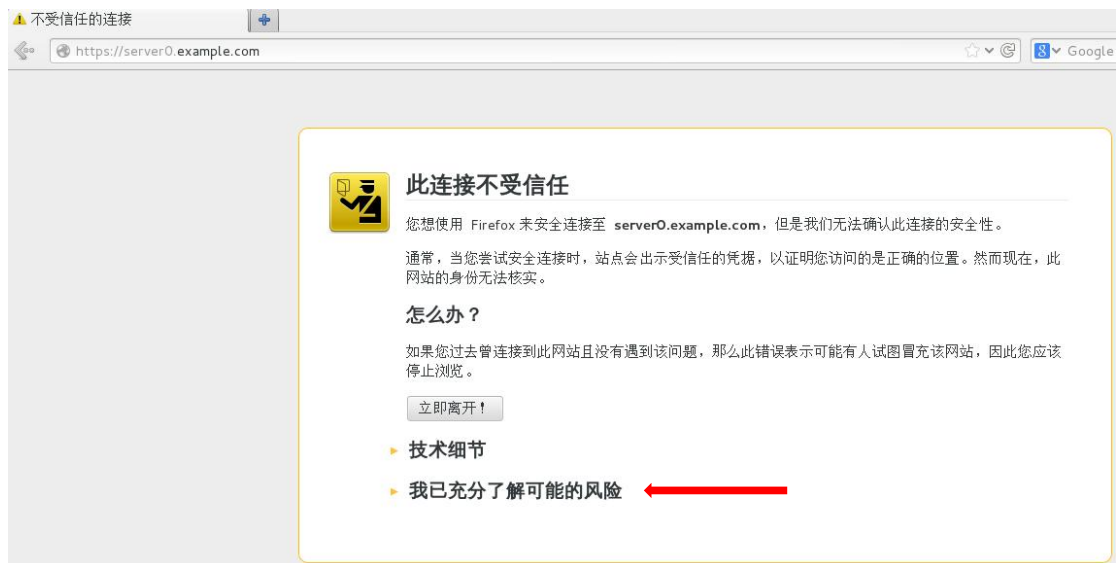 不受信任的连接
https://server0.example.com
8 Google
此连接不受信任
您想使用 Firefox 来安全连接至 server0.example.com，但是我们无法确认此连接的安全性。
通常，当您尝试安全连接时，站点会出示受信任的凭据，以证明您访问的是正确的位置。然而现在，此
网站的身份无法核实。
怎么办？
如果您过去曾连接到此网站且没有遇到该问题，那么此错误表示可能有人试图冒充该网站，因此您应该
停止浏览。
立即离开！
技术细节
我已充分了解可能的风险